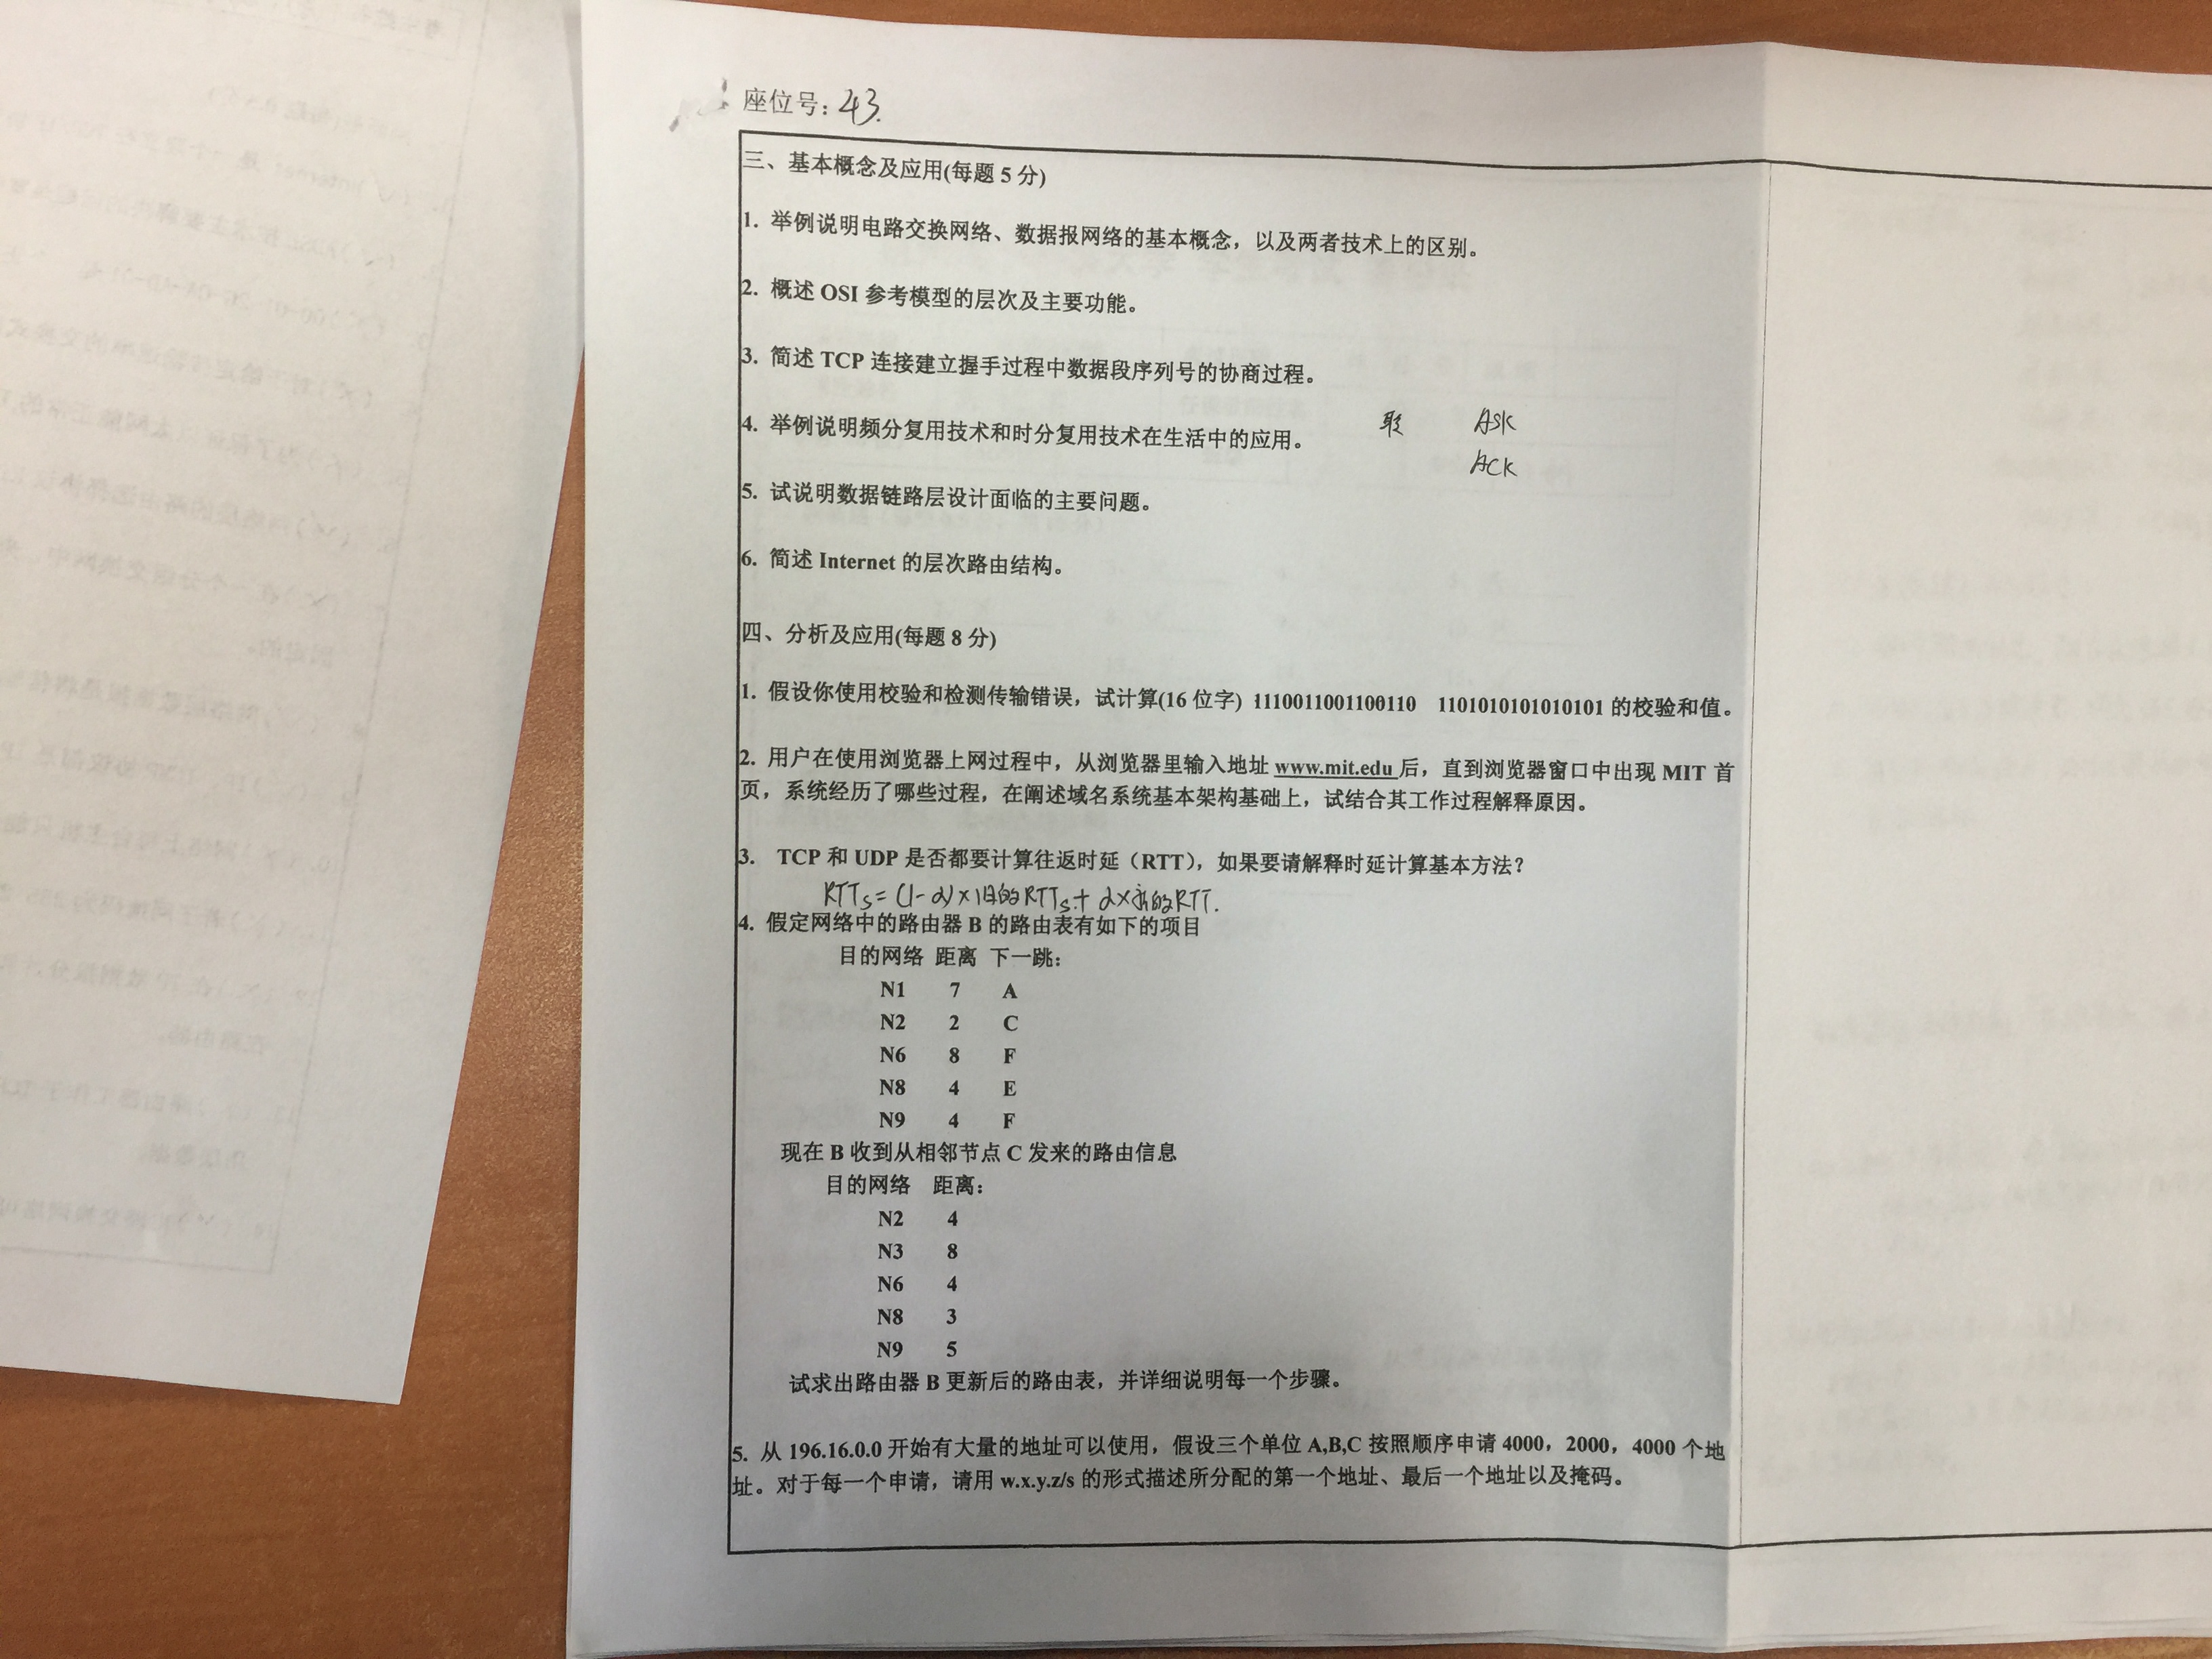 座位号：43.
三、基本概念及应用(每题 5 分)
1. 举例说明电路交换网络、数据报网络的基本概念，以及两者技术上的区别。
2. 概述 OSI 参考模型的层次及主要功能。
3. 简述 TCP 连接建立握手过程中数据段序列号的协商过程。
4. 举例说明频分复用技术和时分复用技术在生活中的应用。
ASK
ACK
5. 试说明数据链路层设计面临的主要问题。
6. 简述 Internet 的层次路由结构。
四、分析及应用(每题 8 分)
1. 假设你使用校验和检测传输错误，试计算(16 位字) 1110011001100110 1101010101010101 的校验和值。
2. 用户在使用浏览器上网过程中，从浏览器里输入地址 www.mit.edu 后，直到浏览器窗口中出现 MIT 首
页，系统经历了哪些过程，在阐述域名系统基本架构基础上，试结合其工作过程解释原因。
3. TCP 和 UDP 是否都要计算往返时延（RTT），如果要请解释时延计算基本方法？
RTTs = (1-α)×旧的RTTs + α×新的RTT.
4. 假定网络中的路由器 B 的路由表有如下的项目
目的网络 距离 下一跳：
N1 7 A
N2 2 C
N6 8 F
N8 4 E
N9 4 F
现在 B 收到从相邻节点 C 发来的路由信息
目的网络 距离：
N2 4
N3 8
N6 4
N8 3
N9 5
试求出路由器 B 更新后的路由表，并详细说明每一个步骤。
5. 从 196.16.0.0 开始有大量的地址可以使用，假设三个单位 A,B,C 按照顺序申请 4000，2000，4000 个地
址。对于每一个申请，请用 w.x.y.z/s 的形式描述所分配的第一个地址、最后一个地址以及掩码。